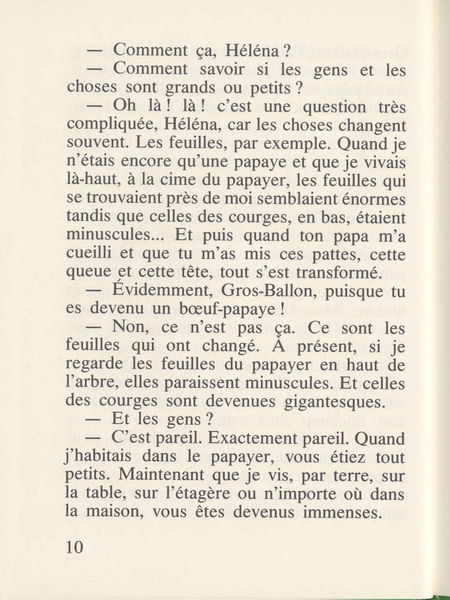 — Comment ça, Héléna ?
— Comment savoir si les gens et les
choses sont grands ou petits ?
— Oh là ! là ! c'est une question très
compliquée, Héléna, car les choses changent
souvent. Les feuilles, par exemple. Quand je
n'étais encore qu'une papaye et que je vivais
là-haut, à la cime du papayer, les feuilles qui
se trouvaient près de moi semblaient énormes
tandis que celles des courges, en bas, étaient
minuscules... Et puis quand ton papa m'a
cueilli et que tu m'as mis ces pattes, cette
queue et cette tête, tout s'est transformé.
— Évidemment, Gros-Ballon, puisque tu
es devenu un bœuf-papaye !
— Non, ce n'est pas ça. Ce sont les
feuilles qui ont changé. À présent, si je
regarde les feuilles du papayer en haut de
l'arbre, elles paraissent minuscules. Et celles
des courges sont devenues gigantesques.
— Et les gens ?
— C'est pareil. Exactement pareil. Quand
j'habitais dans le papayer, vous étiez tout
petits. Maintenant que je vis, par terre, sur
la table, sur l'étagère ou n'importe où dans
la maison, vous êtes devenus immenses.
10